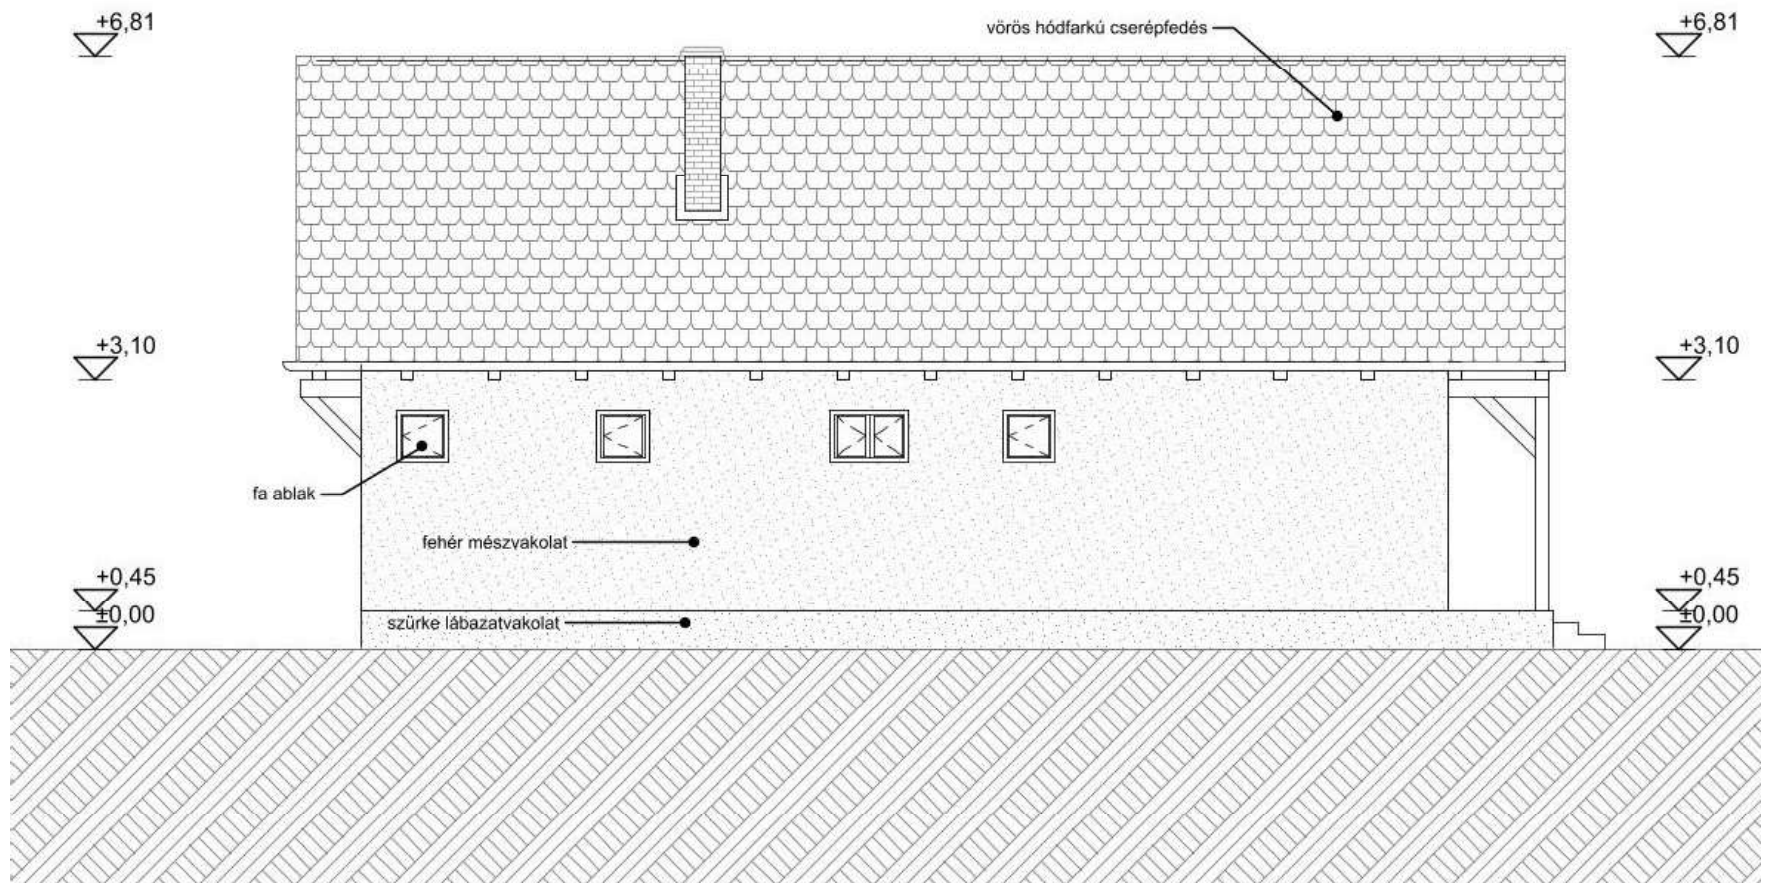 +6,81
vörös hódfarkú cserépfedés
+6,81
+3,10
+3,10
fa ablak
fehér mészvakolat
+0,45
+0,45
±0,00
szürke lábazatvakolat
±0,00